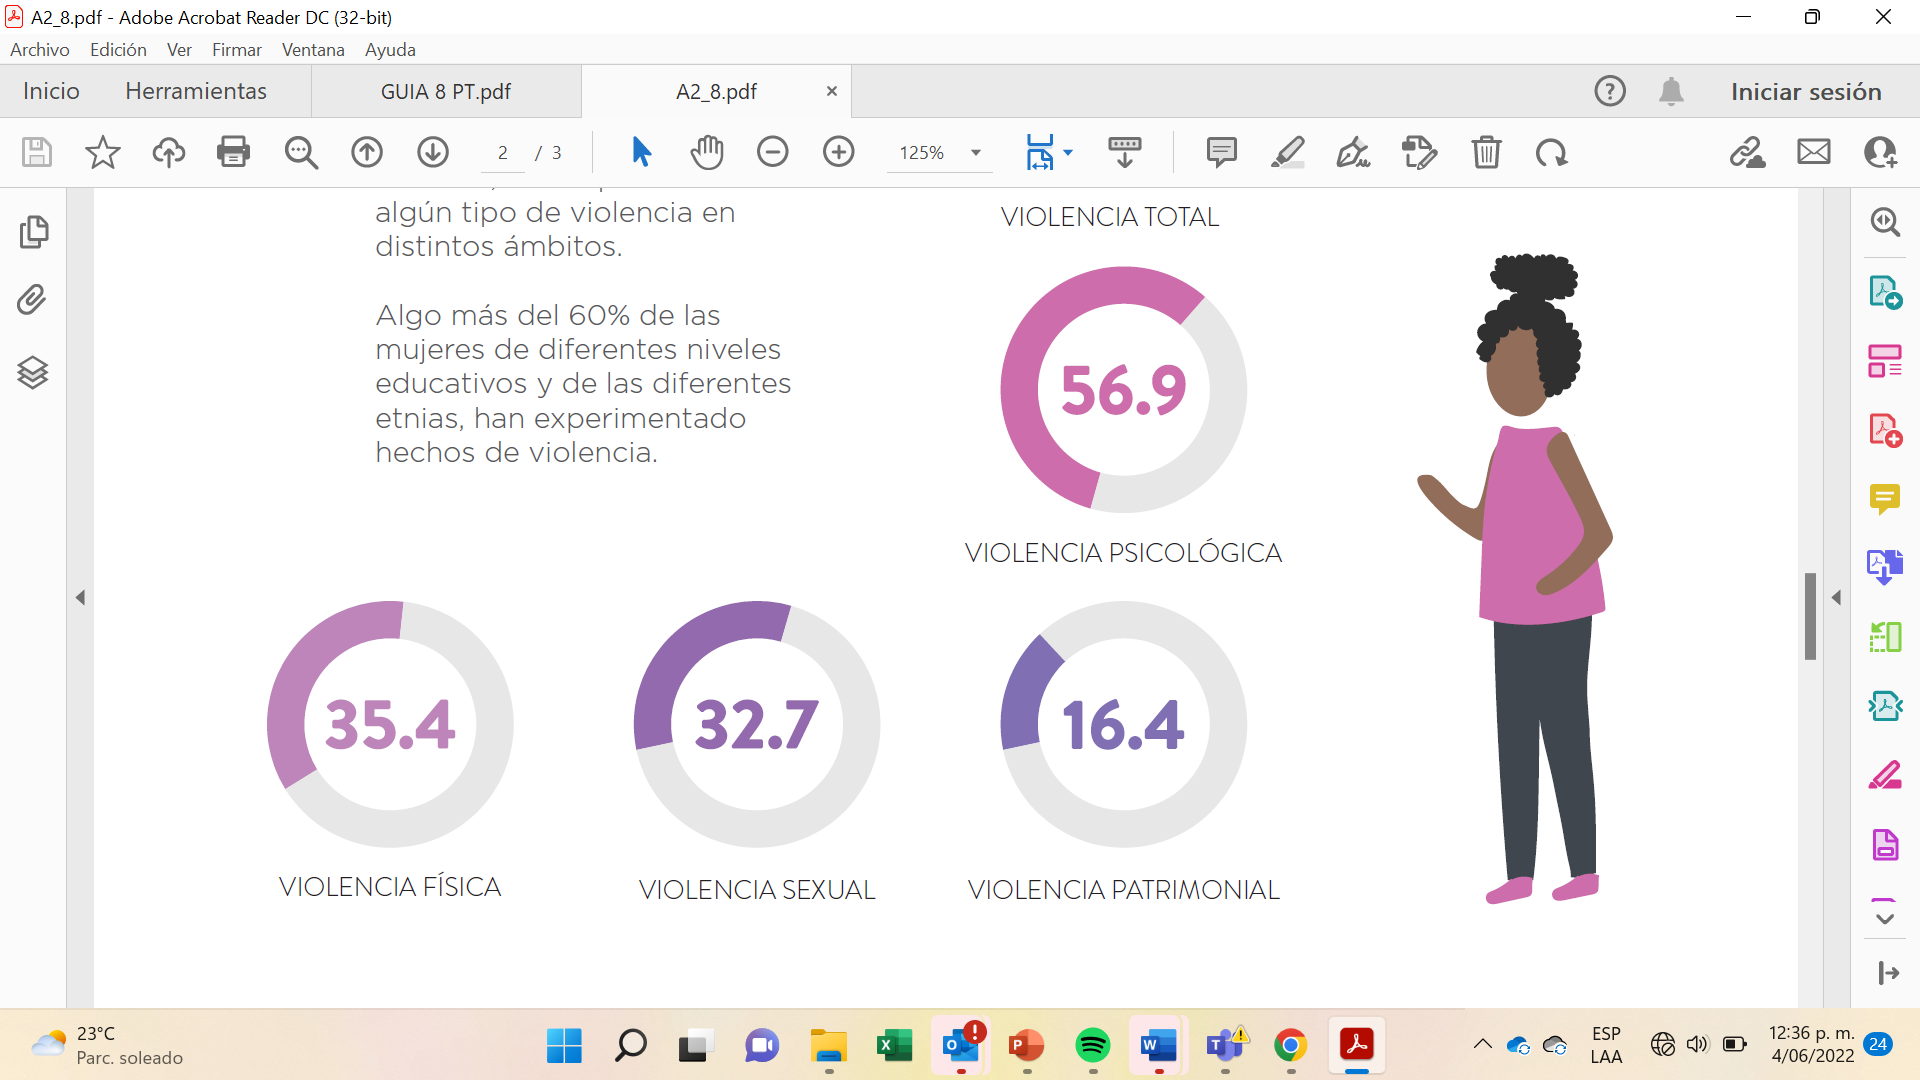 A2_8.pdf - Adobe Acrobat Reader DC (32-bit)
Archivo Edición Ver Firmar Ventana Ayuda
Inicio Herramientas GUIA 8 PT.pdf A2_8.pdf × Iniciar sesión
2 / 3 125%
algún tipo de violencia en
distintos ámbitos.
Algo más del 60% de las
mujeres de diferentes niveles
educativos y de las diferentes
etnias, han experimentado
hechos de violencia.
VIOLENCIA TOTAL
56.9
VIOLENCIA PSICOLÓGICA
35.4
VIOLENCIA FÍSICA
32.7
VIOLENCIA SEXUAL
16.4
VIOLENCIA PATRIMONIAL
23°C
Parc. soleado
ESP
LAA
12:36 p. m.
4/06/2022
24